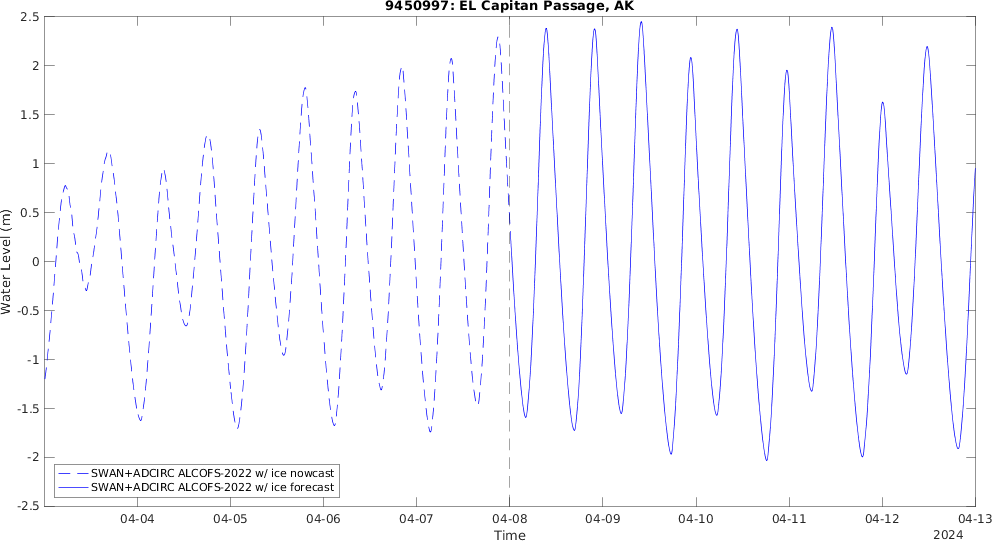 9450997: EL Capitan Passage, AK
Water Level (m)
2.5
2
1.5
1
0.5
0
-0.5
-1
-1.5
-2
-2.5
SWAN+ADCIRC ALCOFS-2022 w/ ice nowcast
SWAN+ADCIRC ALCOFS-2022 w/ ice forecast
04-04 04-05 04-06 04-07 04-08 04-09 04-10 04-11 04-12 04-13
Time
2024